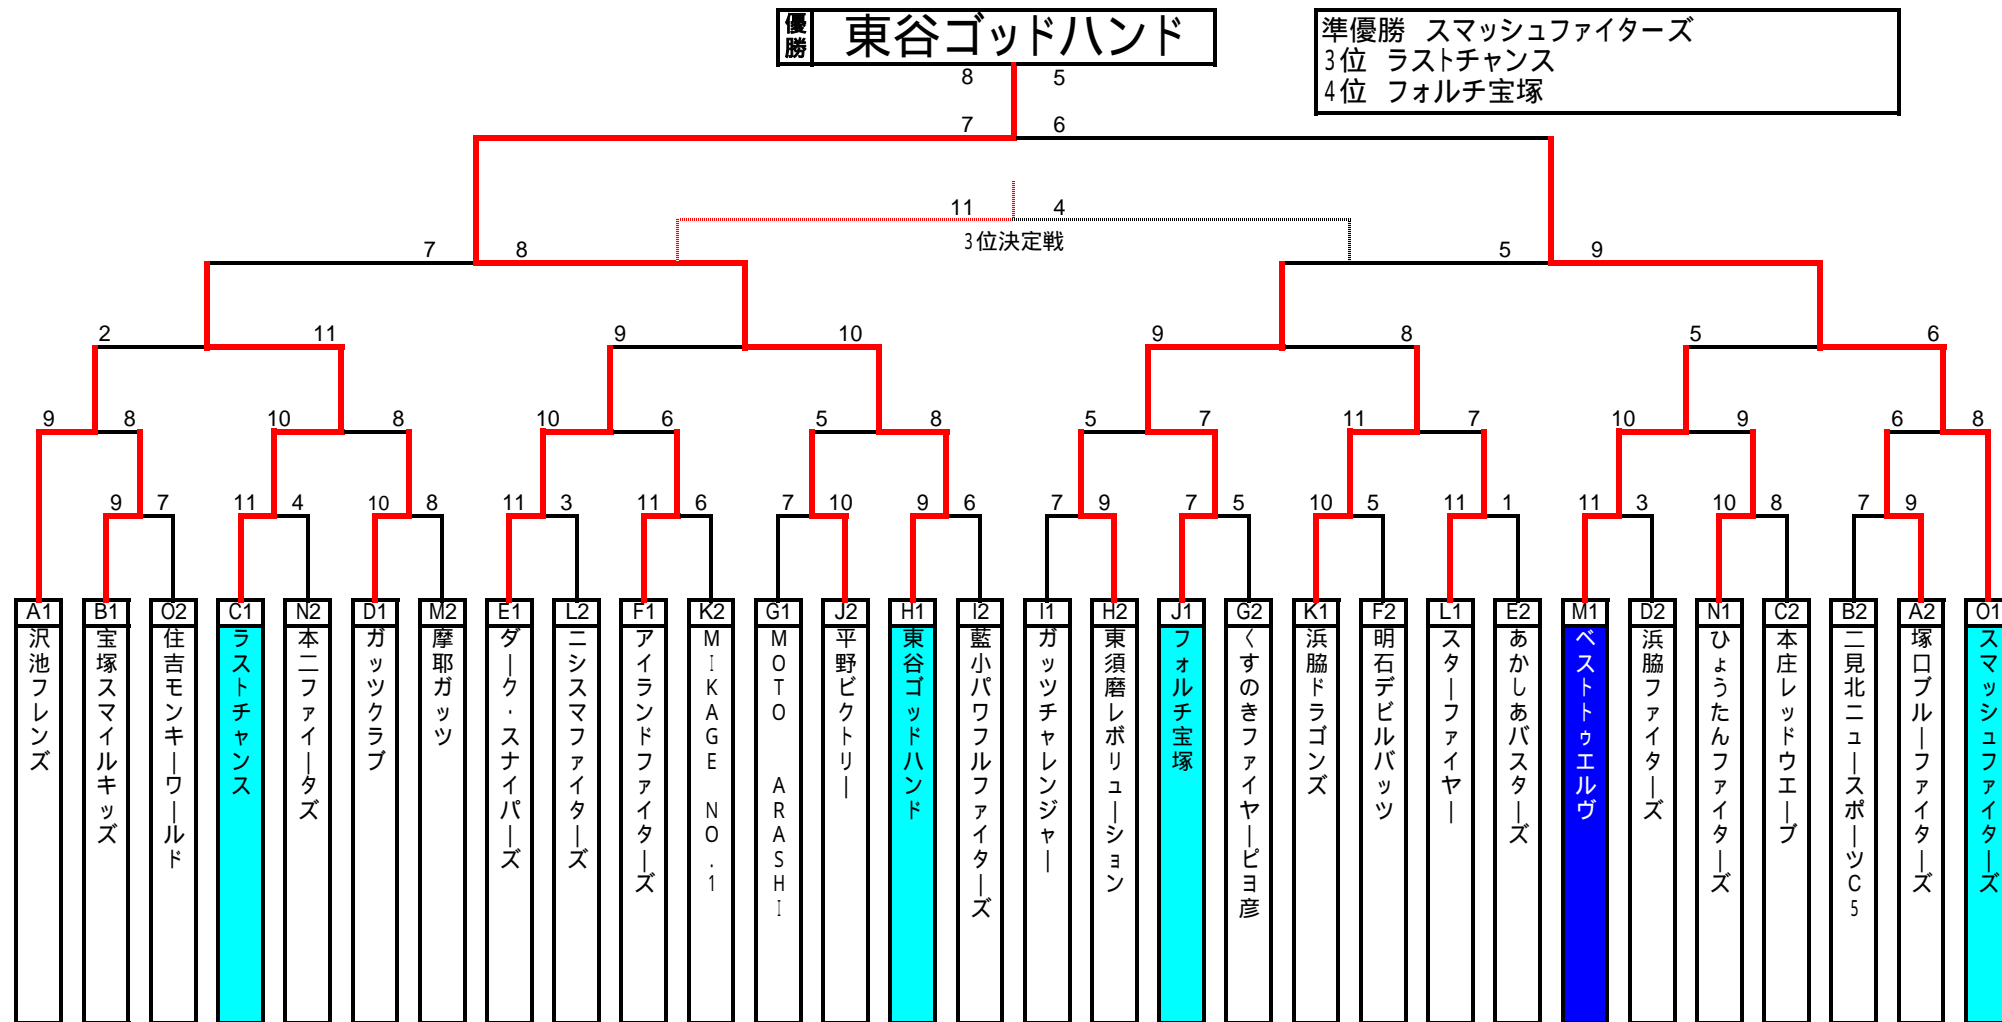 優勝 東谷ゴッドハンド
準優勝 スマッシュファイターズ
3位 ラストチャンス
4位 フォルチ宝塚
8 5
7 6
11 4
3位決定戦
7 8 5 9
2 11 9 10 9 8 5 6
9 8 10 8 10 6 5 8 5 7 11 7 10 9 6 8
9 7 11 4 10 8 11 3 11 6 7 10 9 6 7 9 7 5 10 5 11 1 11 3 10 8 7 9
A1 沢池フレンズ
B1 宝塚スマイルキッズ
O2 住吉モンキーワールド
C1 ラストチャンス
N2 本二ファイターズ
D1 ガッツクラブ
M2 摩耶ガッツ
E1 ダーク・スナイパーズ
L2 ニシスマファイターズ
F1 アイランドファイターズ
K2 MIKAGE NO.1
G1 MOTO ARASHI
J2 平野ビクトリー
H1 東谷ゴッドハンド
I2 藍小パワフルファイターズ
I1 ガッツチャレンジャー
H2 東須磨レボリューション
J1 フォルチ宝塚
G2 くすのきファイヤーピヨ彦
K1 浜脇ドラゴンズ
F2 明石デビルバッツ
L1 スターファイヤー
E2 あかしあバスターズ
M1 ベストトゥエルヴ
D2 浜脇ファイターズ
N1 ひょうたんファイターズ
C2 本庄レッドウエーブ
B2 二見北ニュースポーツC5
A2 塚口ブルーファイターズ
O1 スマッシュファイターズ